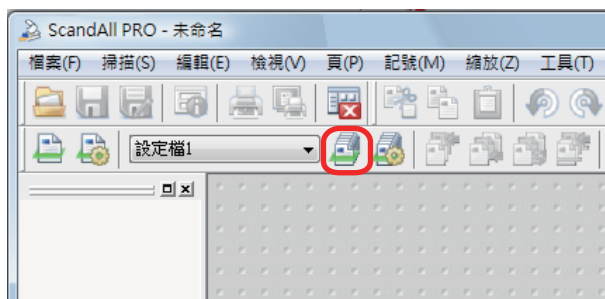 ScandAll PRO - 未命名
檔案(F) 掃描(S) 編輯(E) 檢視(V) 頁(P) 記號(M) 縮放(Z) 工具(T)
設定檔1